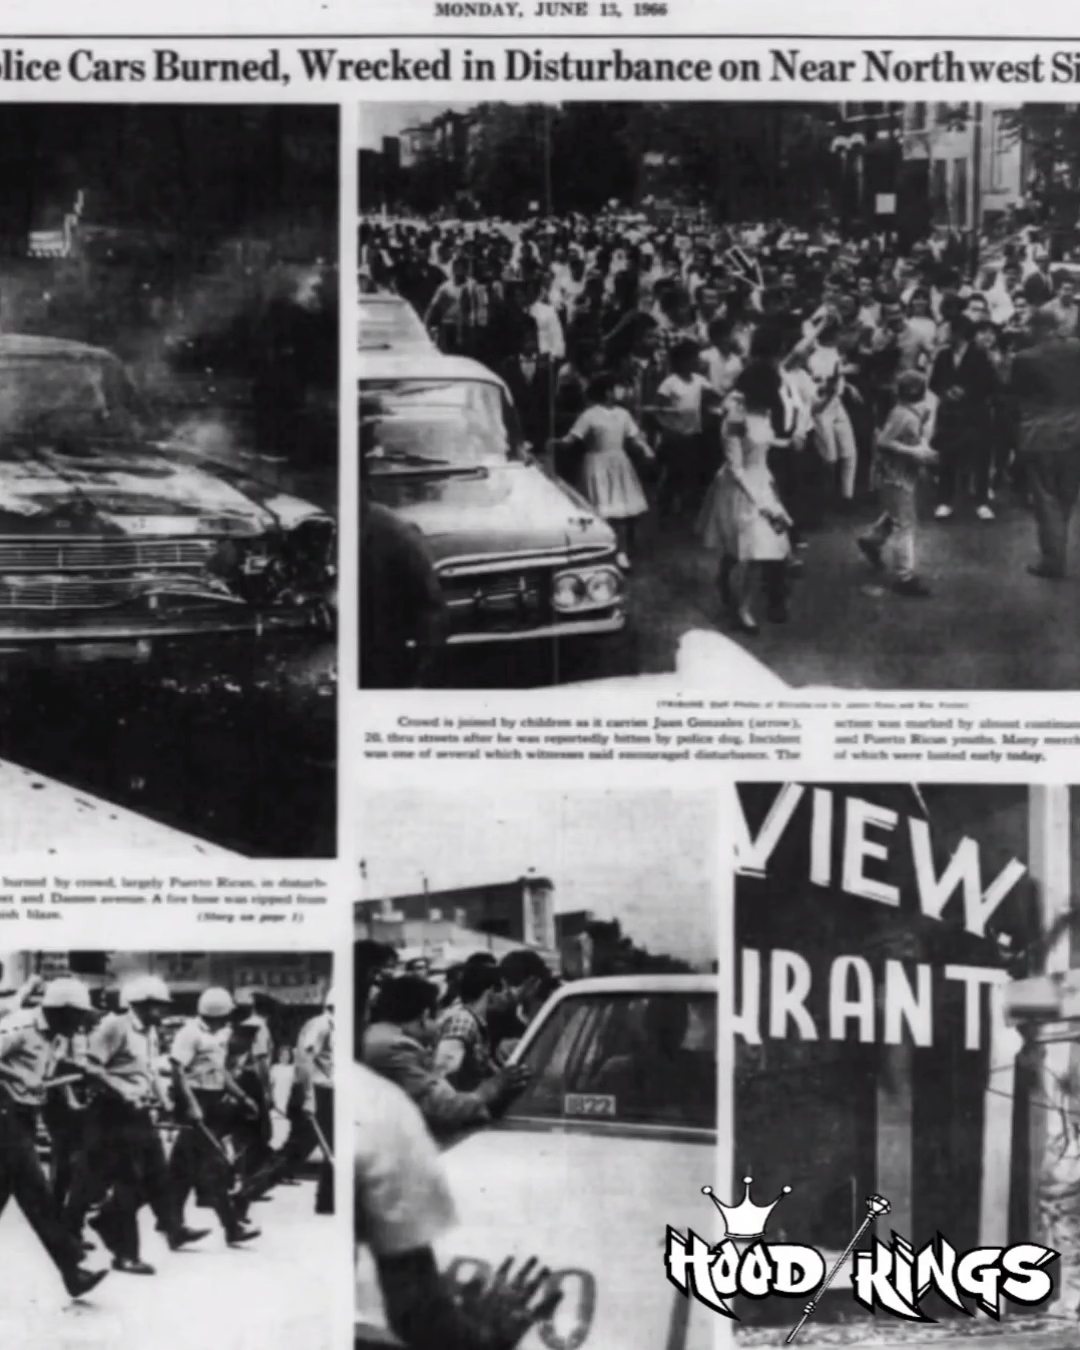 MONDAY, JUNE 13, 1966
olice Cars Burned, Wrecked in Disturbance on Near Northwest Si
Crowd is joined by children as it carries Juan Gonzales (arrow),
20, thru streets after he was reportedly bitten by police dog. Incident
was one of several which witnesses said encouraged disturbance. The
action was marked by almost continuous
and Puerto Rican youths. Many merch
of which were looted early today.
burned by crowd, largely Puerto Rican, in disturb-
and Damen avenue. A fire hose was ripped from
blaze. (Story on page 1)
VIEW.
URANT
1822
HOOD KINGS